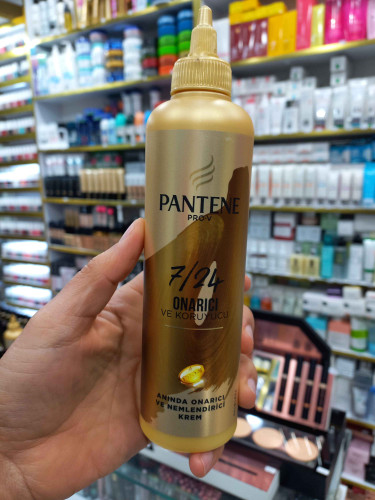 PANTENE
PRO-V
7/24
ONARICI
VE KORUYUCU
ANINDA ONARICI
VE NEMLENDİRİCİ
KREM